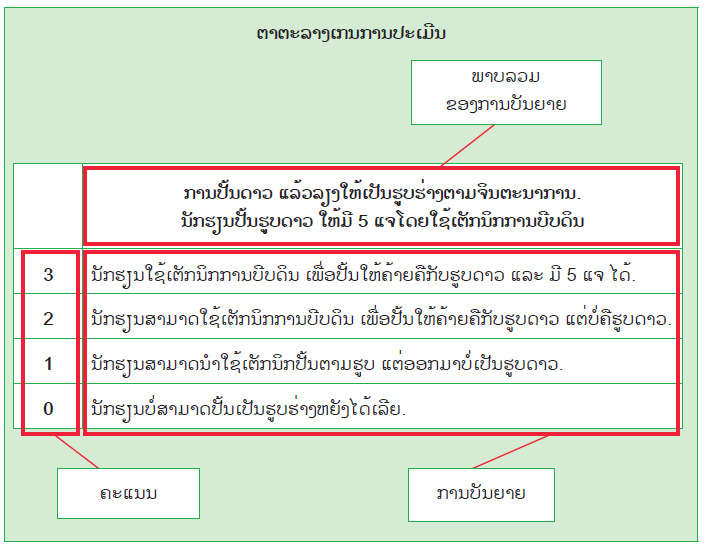 ຕາຕະລາງເກນການປະເມີນ
ພາບລວມ
ຂອງການບັນຍາຍ
ການປັ້ນດາວ ແລ້ວລຽງໃຫ້ເປັນຮູບຮ່າງຕາມຈິນຕະນາການ.
ນັກຮຽນປັ້ນຮູບດາວ ໃຫ້ມີ 5 ແຈໂດຍໃຊ້ເຕັກນິກການບີບດິນ
3 ນັກຮຽນໃຊ້ເຕັກນິກການບີບດິນ ເພື່ອປັ້ນໃຫ້ຄ້າຍຄືກັບຮູບດາວ ແລະ ມີ 5 ແຈ ໄດ້.
2 ນັກຮຽນສາມາດໃຊ້ເຕັກນິກການບີບດິນ ເພື່ອປັ້ນໃຫ້ຄ້າຍຄືກັບຮູບດາວ ແຕ່ບໍ່ຄືຮູບດາວ.
1 ນັກຮຽນສາມາດນຳໃຊ້ເຕັກນິກປັ້ນຕາມຮູບ ແຕ່ອອກມາບໍ່ເປັນຮູບດາວ.
0 ນັກຮຽນບໍ່ສາມາດປັ້ນເປັນຮູບຮ່າງຫຍັງໄດ້ເລີຍ.
ຄະແນນ
ການບັນຍາຍ